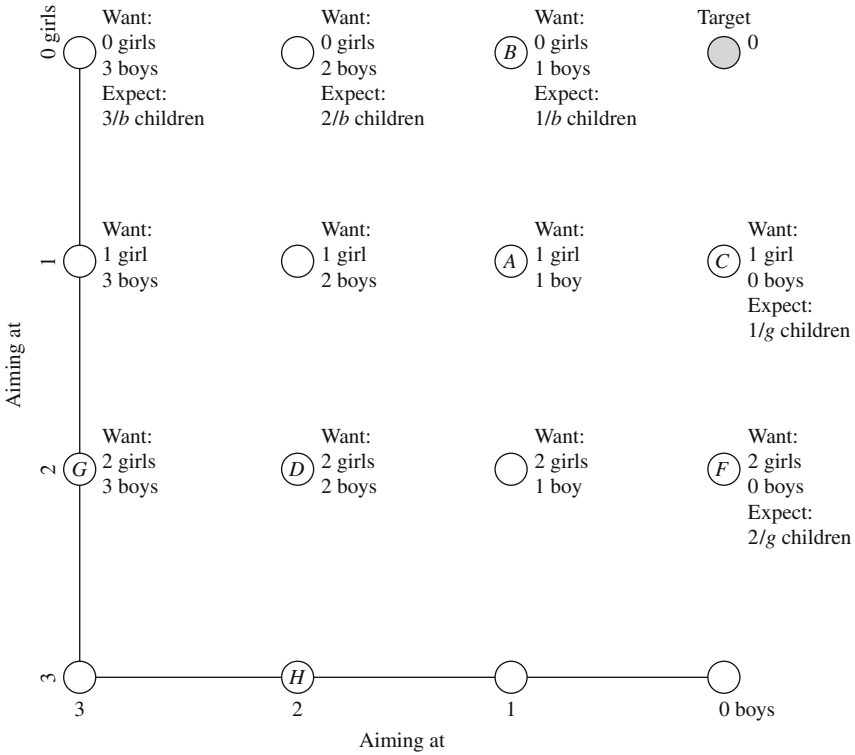 0 girls
Want:
0 girls
3 boys
Expect:
3/b children
Want:
0 girls
2 boys
Expect:
2/b children
B
Want:
0 girls
1 boys
Expect:
1/b children
Target
0
1
Want:
1 girl
3 boys
Want:
1 girl
2 boys
A
Want:
1 girl
1 boy
C
Want:
1 girl
0 boys
Expect:
1/g children
Aiming at
2
G
Want:
2 girls
3 boys
D
Want:
2 girls
2 boys
Want:
2 girls
1 boy
F
Want:
2 girls
0 boys
Expect:
2/g children
3
H
3
2
1
0 boys
Aiming at